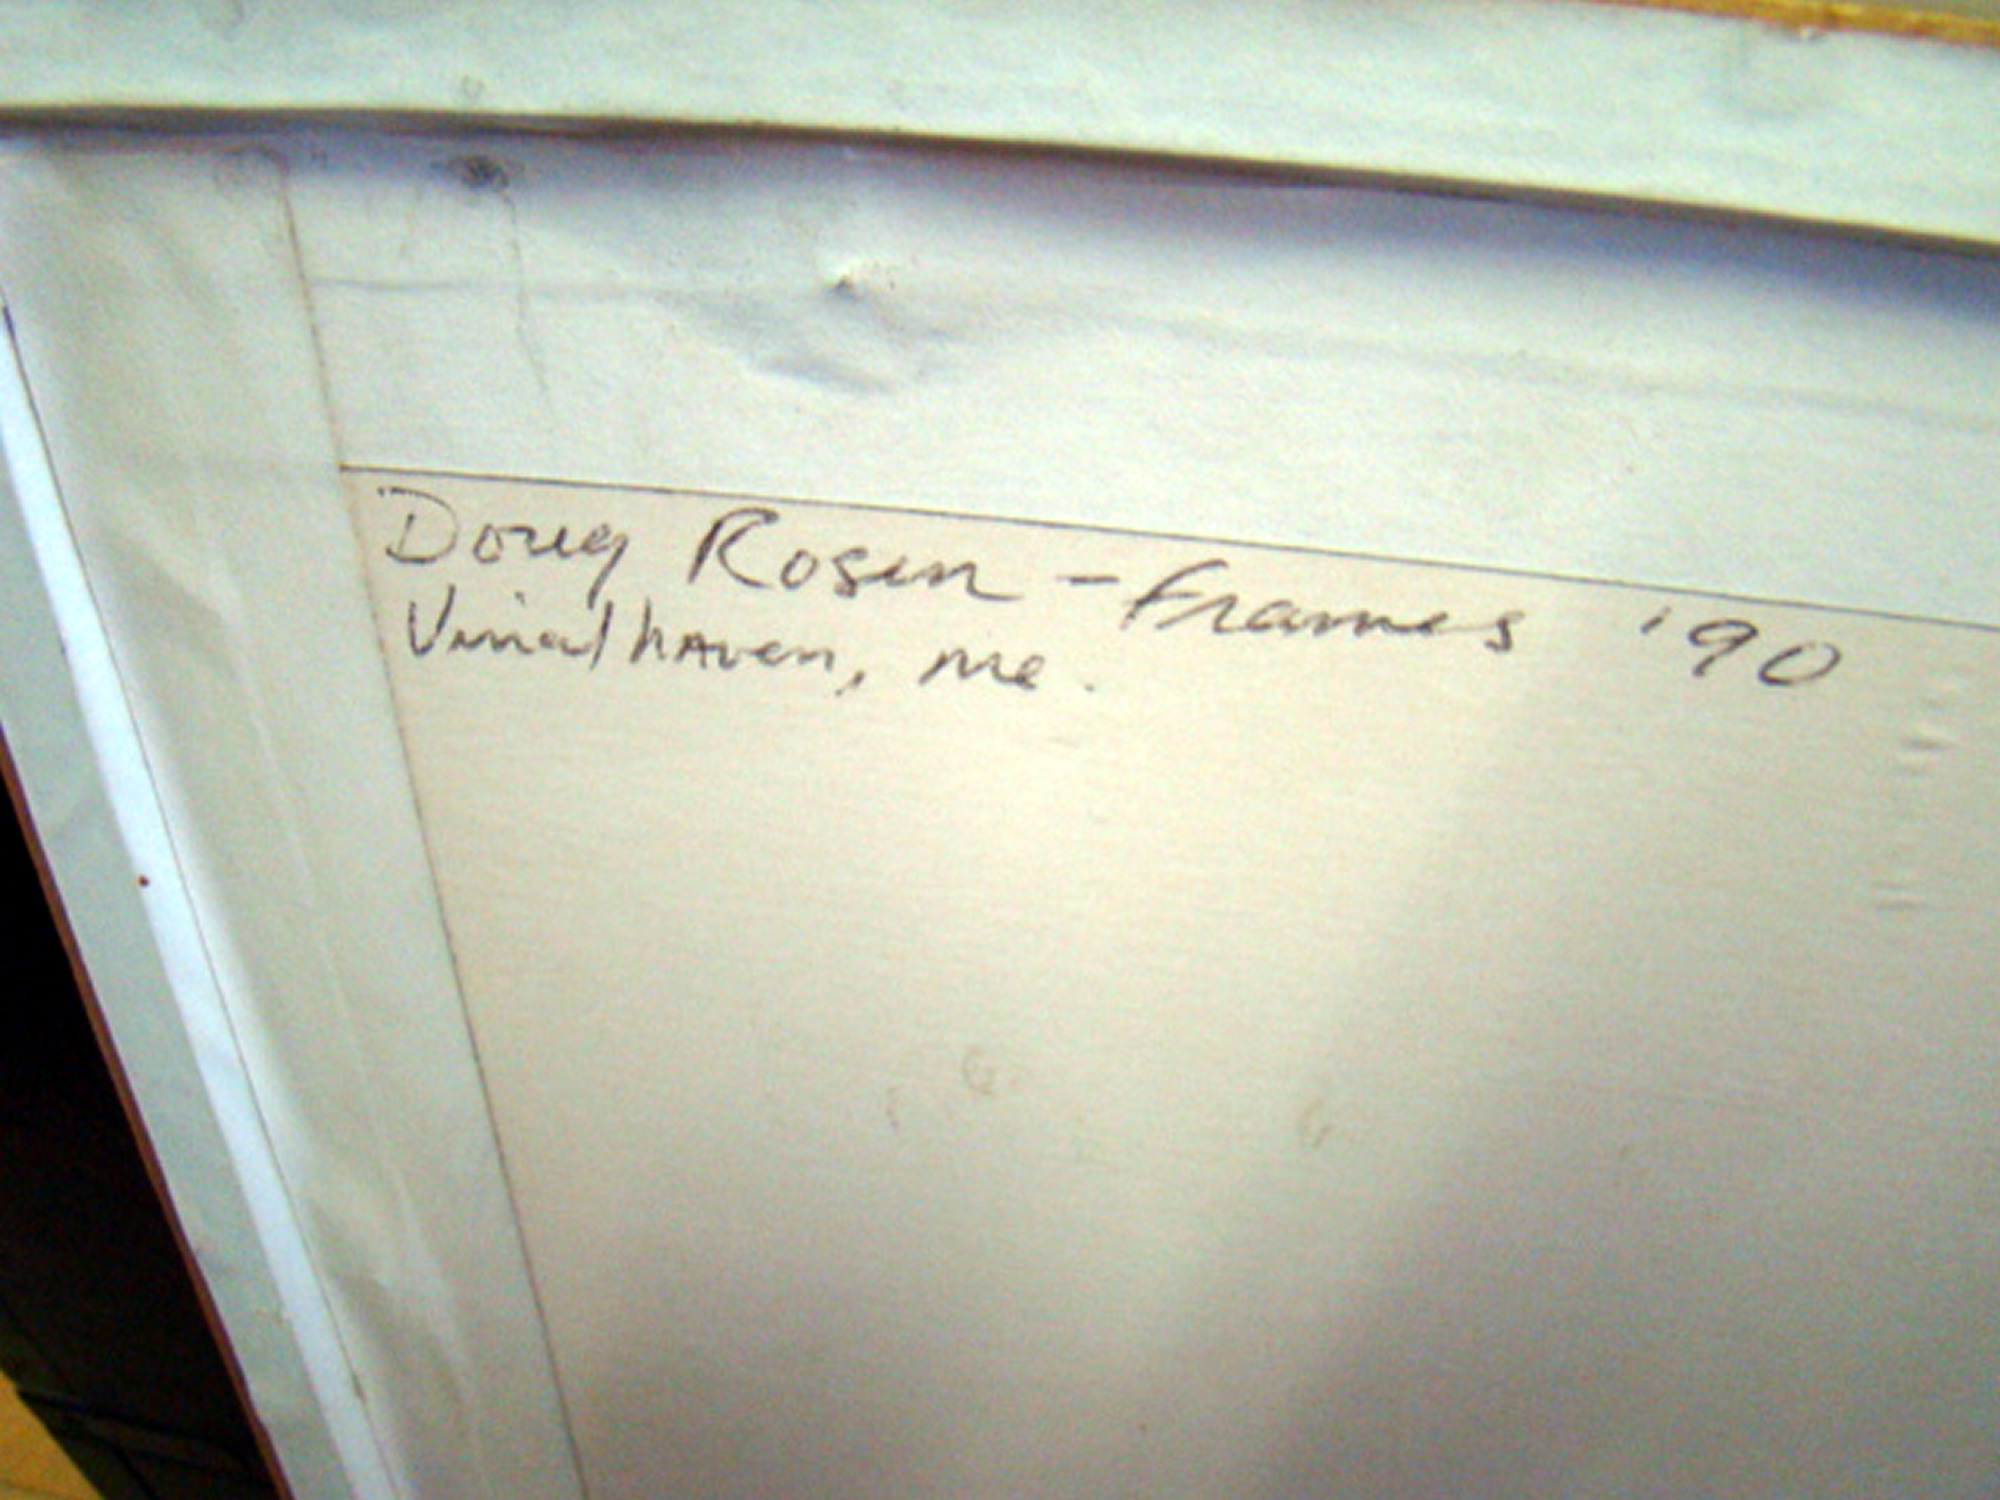 Doug Rosen - Frames '90
Vinalhaven, Me.